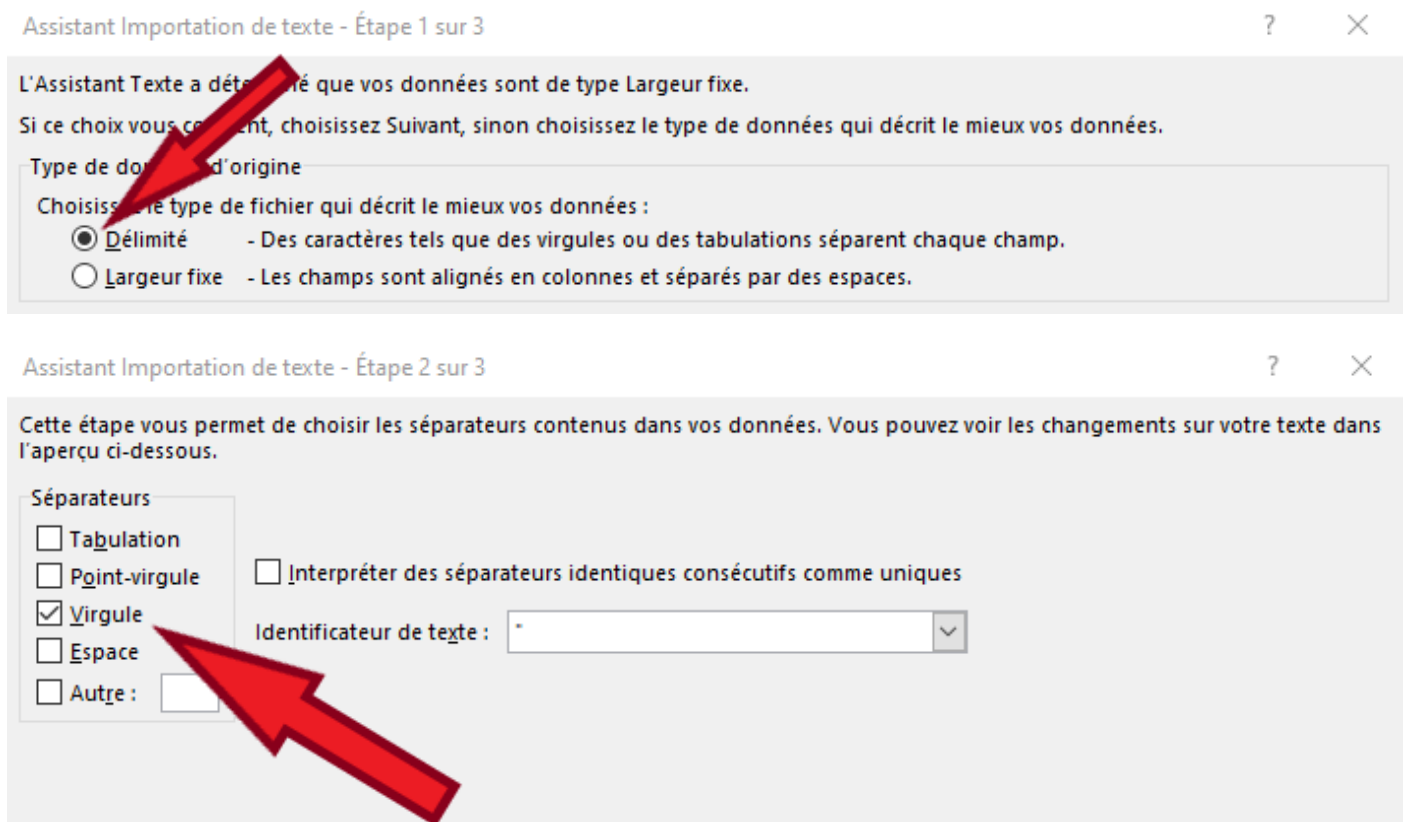 Assistant Importation de texte - Étape 1 sur 3
L'Assistant Texte a dét é que vos données sont de type Largeur fixe.
Si ce choix vous nt, choisissez Suivant, sinon choisissez le type de données qui décrit le mieux vos données.
Type de do d'origine
Choisiss le type de fichier qui décrit le mieux vos données :
Délimité - Des caractères tels que des virgules ou des tabulations séparent chaque champ.
Largeur fixe - Les champs sont alignés en colonnes et séparés par des espaces.
Assistant Importation de texte - Étape 2 sur 3
Cette étape vous permet de choisir les séparateurs contenus dans vos données. Vous pouvez voir les changements sur votre texte dans
l'aperçu ci-dessous.
Séparateurs
Tabulation
Point-virgule
Interpréter des séparateurs identiques consécutifs comme uniques
Virgule
Identificateur de texte : "
Espace
Autre :